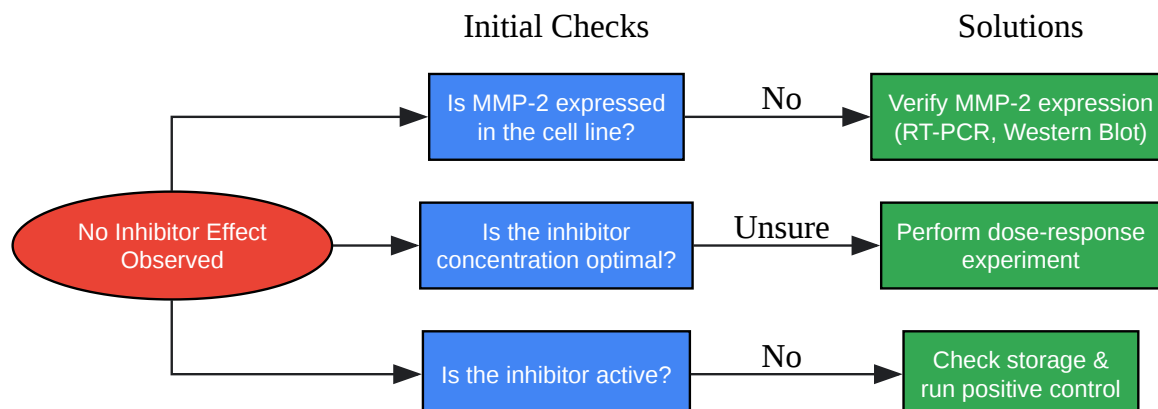 Initial Checks
Solutions
Is MMP-2 expressed
in the cell line?
No
Verify MMP-2 expression
(RT-PCR, Western Blot)
No Inhibitor Effect
Observed
Is the inhibitor
concentration optimal?
Unsure
Perform dose-response
experiment
Is the inhibitor active?
No
Check storage &
run positive control